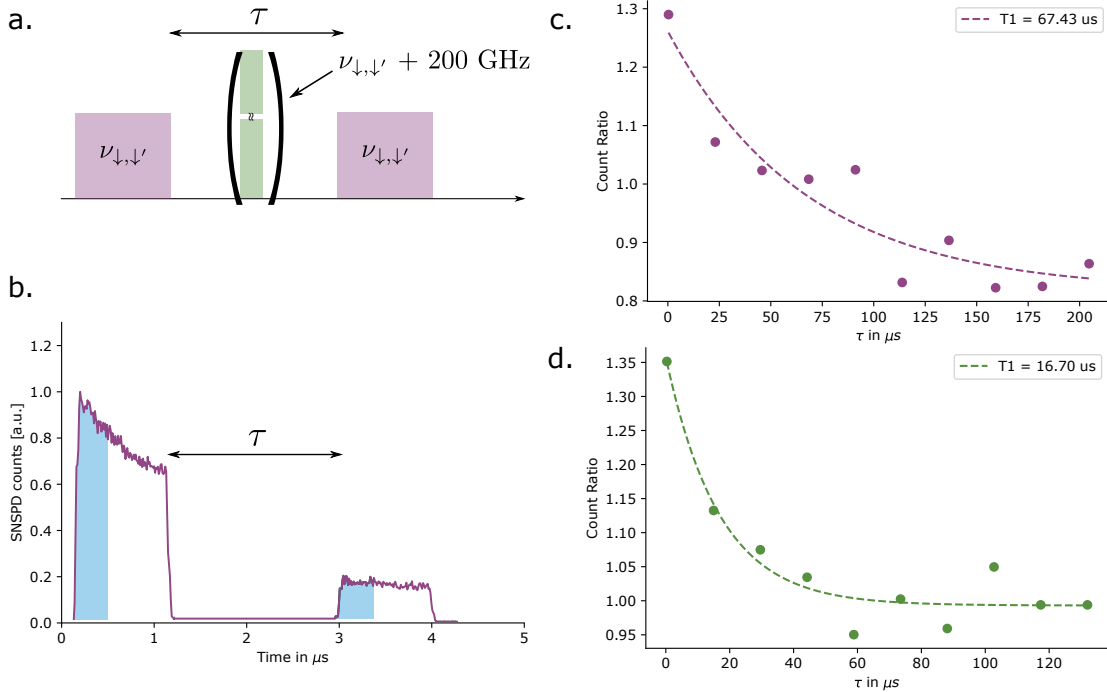 a.
τ
ν↓,↓′ + 200 GHz
≈
ν↓,↓′
ν↓,↓′
b.
SNSPD counts [a.u.]
1.2
1.0
0.8
0.6
0.4
0.2
0.0
τ
0 1 2 3 4 5
Time in μs
c.
T1 = 67.43 us
Count Ratio
1.3
1.2
1.1
1.0
0.9
0.8
0 25 50 75 100 125 150 175 200
τ in μs
d.
T1 = 16.70 us
Count Ratio
1.35
1.30
1.25
1.20
1.15
1.10
1.05
1.00
0.95
0 20 40 60 80 100 120
τ in μs